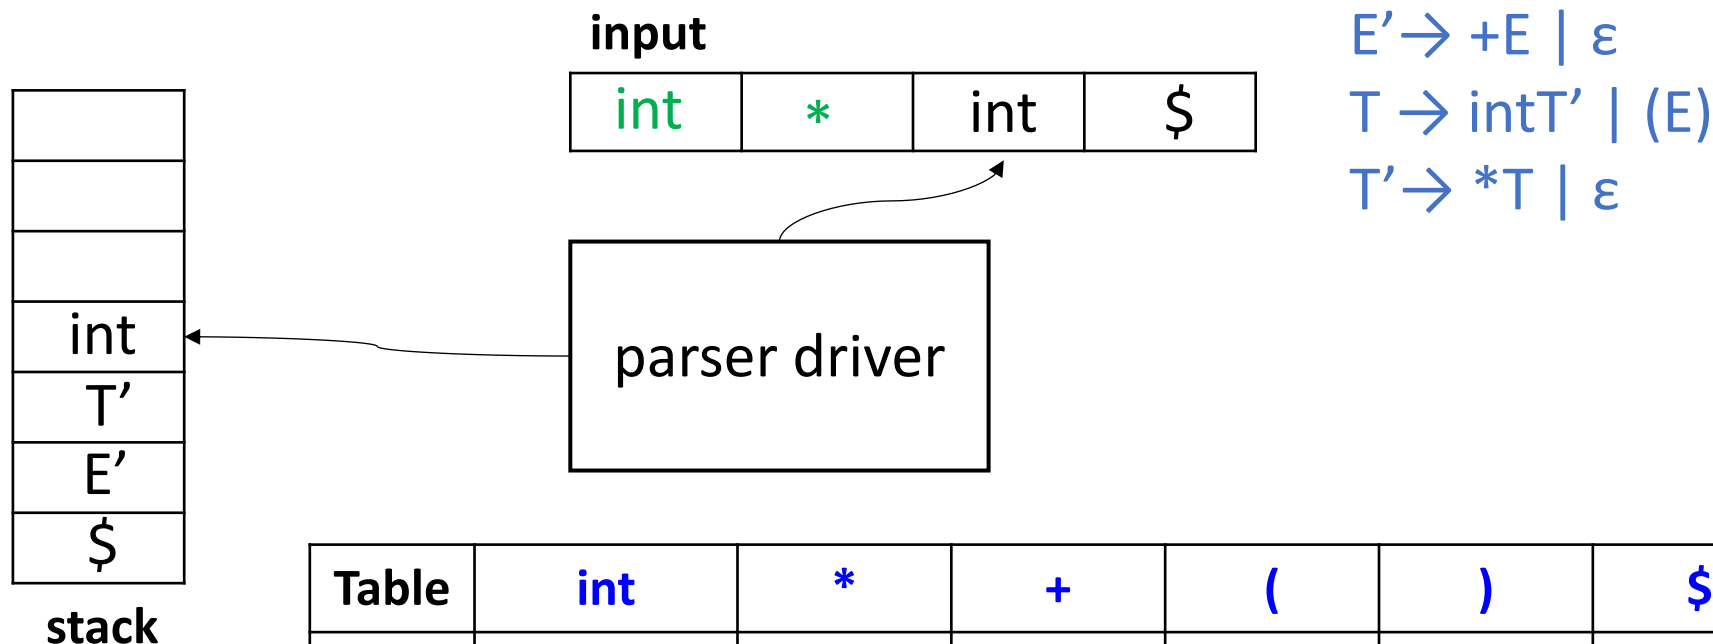 input
int * int $
E’→ +E | ε
T → intT’ | (E)
T’→ *T | ε
int
T’
E’
$
stack
parser driver
Table int * + ( ) $